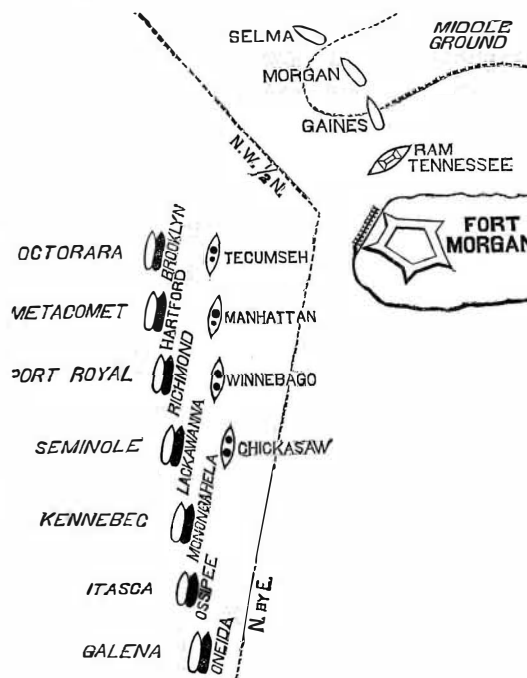 SELMA
MIDDLE
GROUND
MORGAN
GAINES
N.W. 1/2 N.
RAM
TENNESSEE
FORT
MORGAN
OCTORARA
BROOKLYN
TECUMSEH
METACOMET
HARTFORD
MANHATTAN
PORT ROYAL
RICHMOND
WINNEBAGO
SEMINOLE
LACKAWANNA
CHICKASAW
KENNEBEC
MONONGAHELA
ITASCA
OSSIPEE
N. BY E.
GALENA
ONEIDA